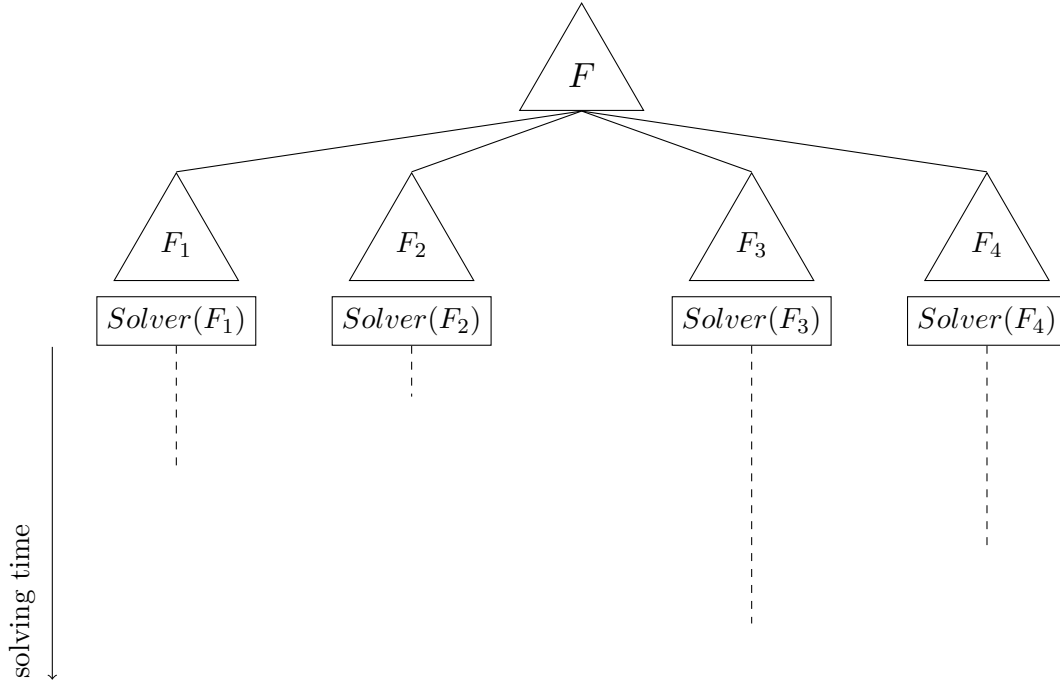 F
F₁
F₂
F₃
F₄
Solver(F₁)
Solver(F₂)
Solver(F₃)
Solver(F₄)
solving time